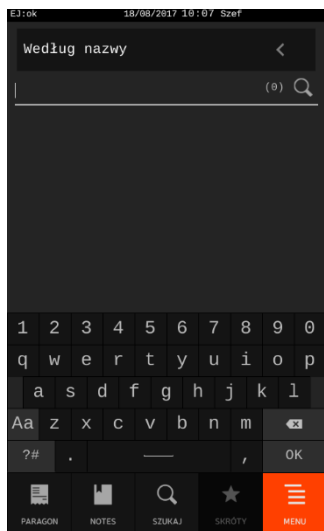 EJ:ok 18/08/2017 10:07 Szef
Według nazwy <
(0)
1 2 3 4 5 6 7 8 9 0
q w e r t y u i o p
a s d f g h j k l
Aa z x c v b n m
?# . , OK
PARAGON NOTES SZUKAJ SKRÓTY MENU